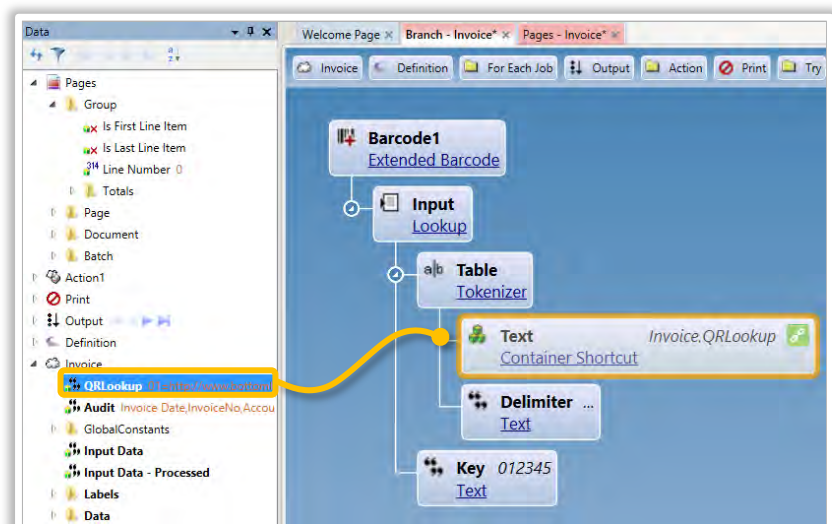 Data
Welcome Page
Branch - Invoice*
Pages - Invoice*
Invoice
Definition
For Each Job
Output
Action
Print
Try
Pages
Group
Is First Line Item
Is Last Line Item
314 Line Number 0
Totals
Page
Document
Batch
Action1
Print
Output
Definition
Invoice
QRLookup
Audit Invoice Date,InvoiceNo,Accou
GlobalConstants
Input Data
Input Data - Processed
Labels
Data
Barcode1
Extended Barcode
Input
Lookup
a|b Table
Tokenizer
Text Invoice.QRLookup
Container Shortcut
Delimiter ...
Text
Key 012345
Text